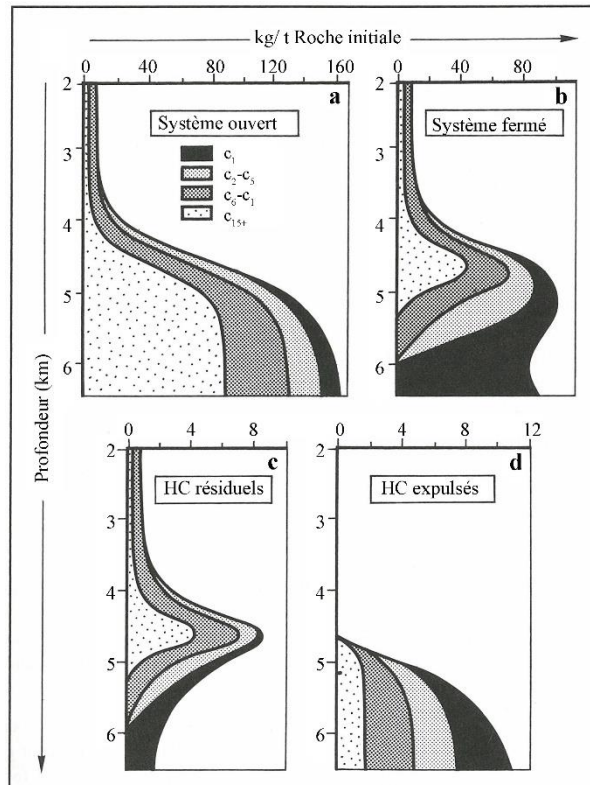 kg/ t Roche initiale
0 40 80 130 160
0 40 80
2
3
4
5
6
a
Système ouvert
c1
c2-c5
c6-c1
c15+
2
3
4
5
6
b
Système fermé
Profondeur (km)
0 4 8
0 4 8 12
2
3
4
5
6
c
HC résiduels
2
3
4
5
6
d
HC expulsés